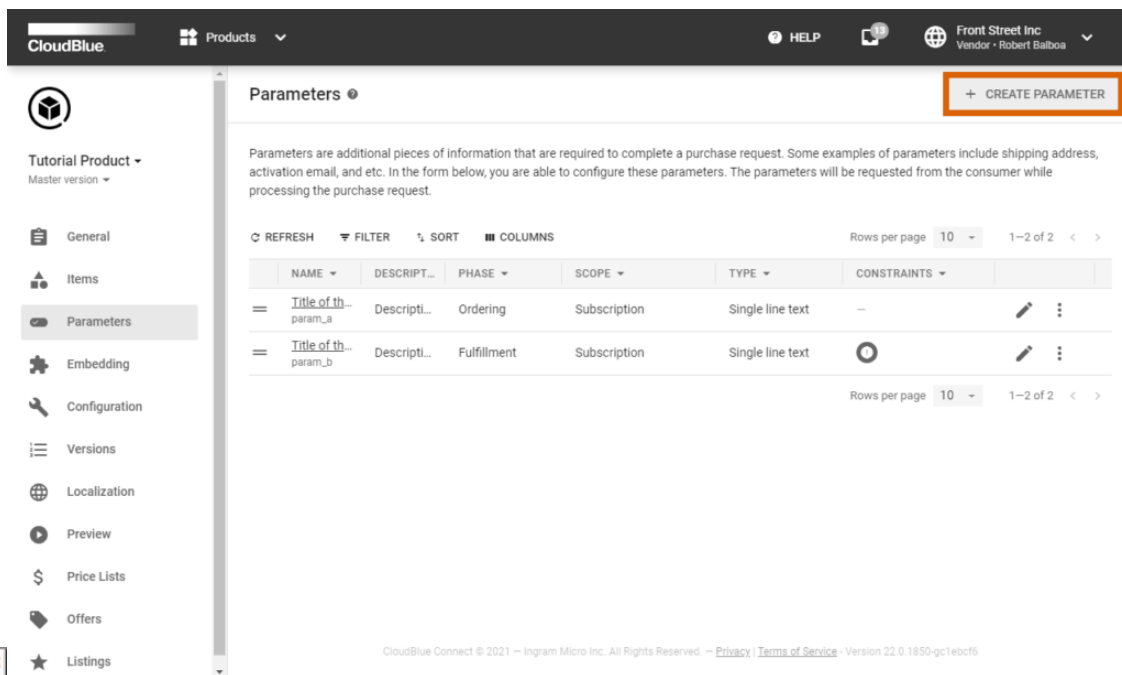 CloudBlue.
Products
HELP
13
Front Street Inc
Vendor • Robert Balboa
Tutorial Product
Master version
General
Items
Parameters
Embedding
Configuration
Versions
Localization
Preview
Price Lists
Offers
Listings
Parameters
+ CREATE PARAMETER
Parameters are additional pieces of information that are required to complete a purchase request. Some examples of parameters include shipping address,
activation email, and etc. In the form below, you are able to configure these parameters. The parameters will be requested from the consumer while
processing the purchase request.
REFRESH FILTER SORT COLUMNS Rows per page 10 1–2 of 2
NAME DESCRIPT... PHASE SCOPE TYPE CONSTRAINTS
Title of th... Descripti... Ordering Subscription Single line text –
param_a
Title of th... Descripti... Fulfillment Subscription Single line text
param_b
Rows per page 10 1–2 of 2
CloudBlue Connect © 2021 — Ingram Micro Inc. All Rights Reserved. — Privacy | Terms of Service - Version 22.0.1850-gc1ebcf6